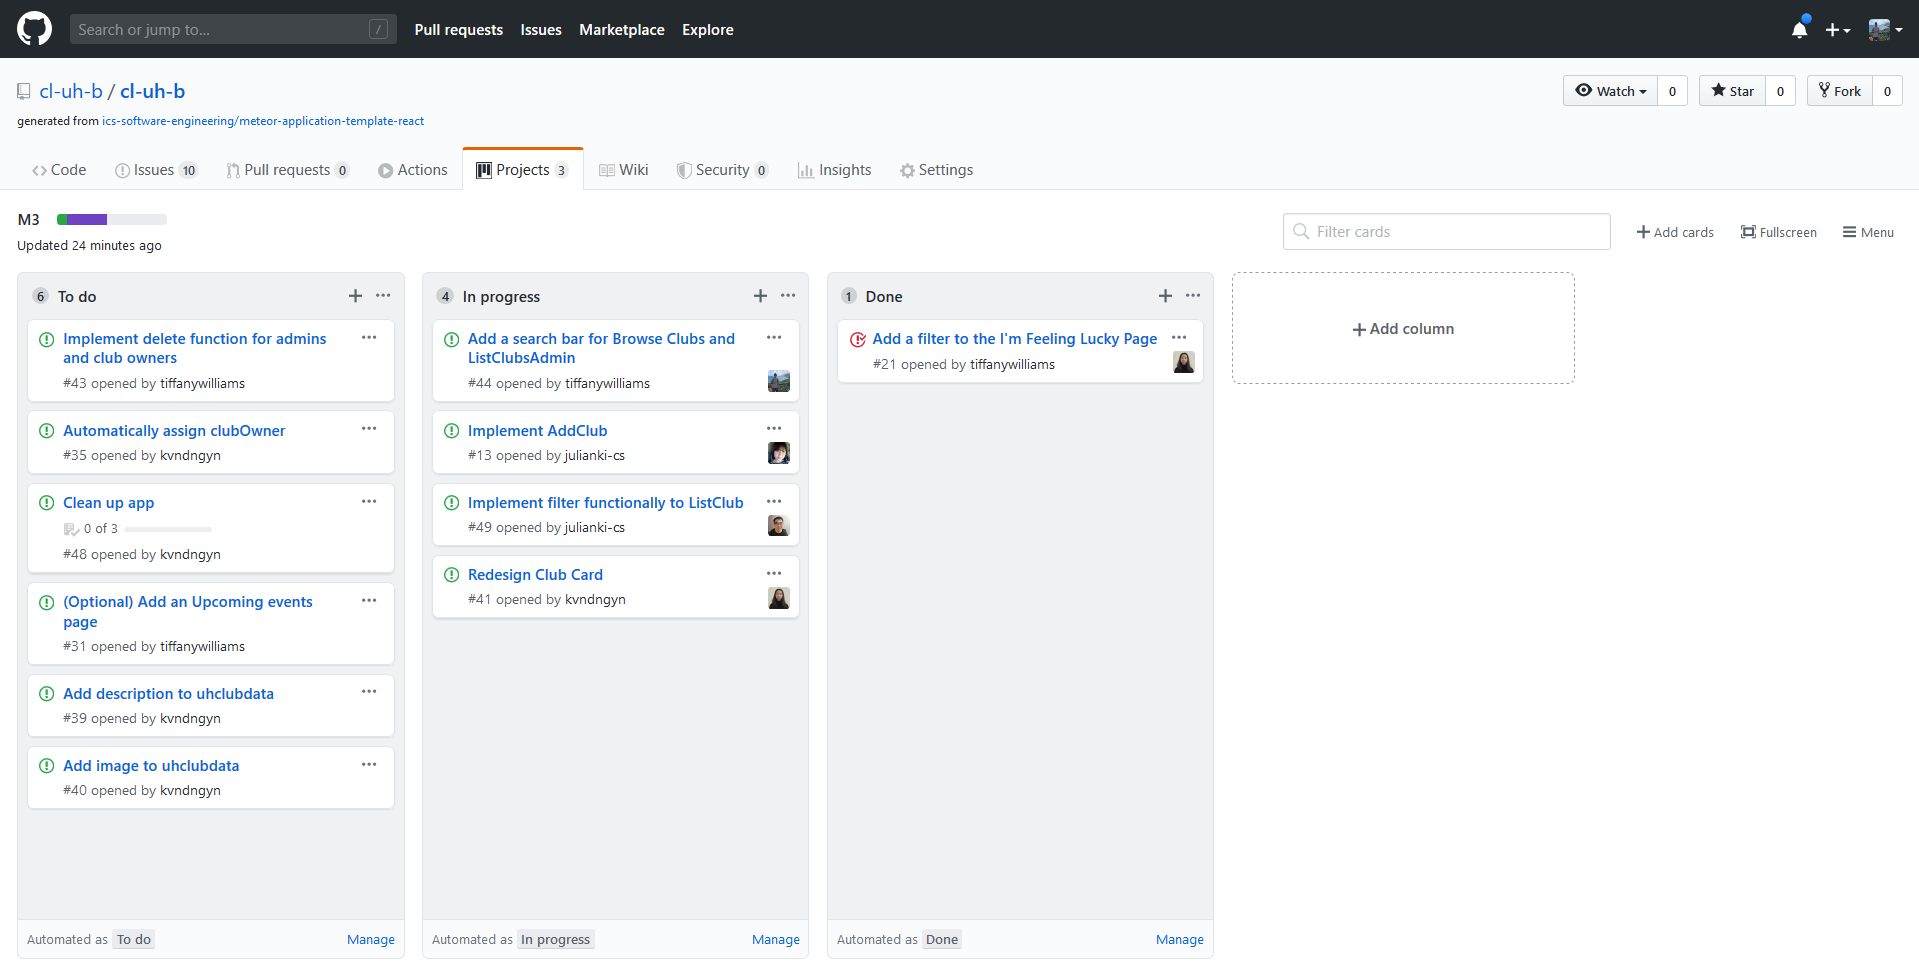 Search or jump to... /
Pull requests Issues Marketplace Explore
cl-uh-b / cl-uh-b
Watch 0 Star 0 Fork 0
generated from ics-software-engineering/meteor-application-template-react
Code Issues 10 Pull requests 0 Actions Projects 3 Wiki Security 0 Insights Settings
M3
Updated 24 minutes ago
Filter cards
Add cards Fullscreen Menu
6 To do
Implement delete function for admins
and club owners
#43 opened by tiffanywilliams
Automatically assign clubOwner
#35 opened by kvndngyn
Clean up app
0 of 3
#48 opened by kvndngyn
(Optional) Add an Upcoming events
page
#31 opened by tiffanywilliams
Add description to uhclubdata
#39 opened by kvndngyn
Add image to uhclubdata
#40 opened by kvndngyn
Automated as To do Manage
4 In progress
Add a search bar for Browse Clubs and
ListClubsAdmin
#44 opened by tiffanywilliams
Implement AddClub
#13 opened by julianki-cs
Implement filter functionally to ListClub
#49 opened by julianki-cs
Redesign Club Card
#41 opened by kvndngyn
Automated as In progress Manage
1 Done
Add a filter to the I'm Feeling Lucky Page
#21 opened by tiffanywilliams
Automated as Done Manage
Add column